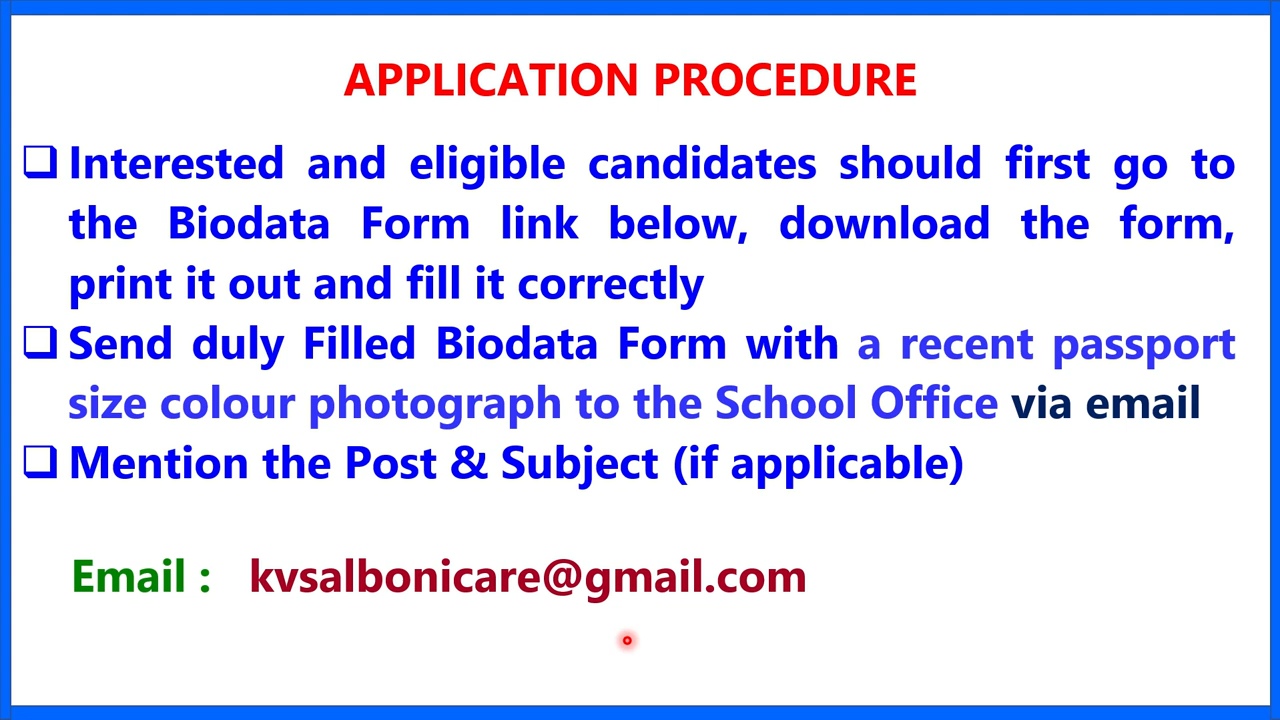 APPLICATION PROCEDURE
❑ Interested and eligible candidates should first go to
the Biodata Form link below, download the form,
print it out and fill it correctly
❑ Send duly Filled Biodata Form with a recent passport
size colour photograph to the School Office via email
❑ Mention the Post & Subject (if applicable)
Email : kvsalbonicare@gmail.com